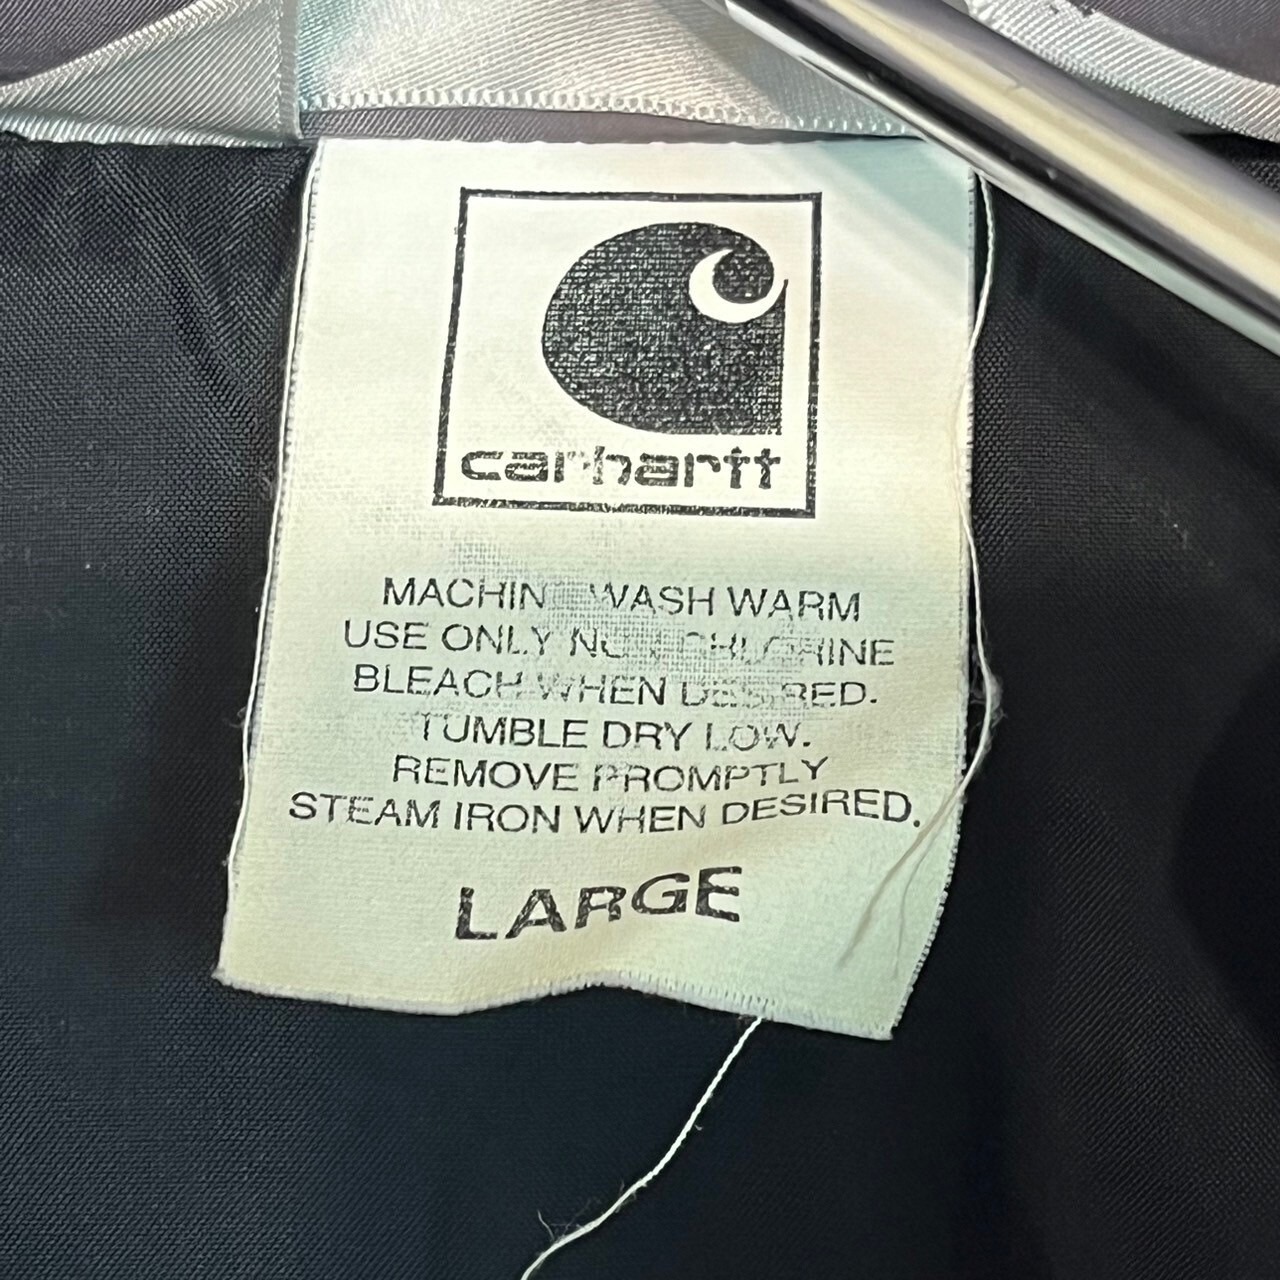 carhartt
MACHINE WASH WARM
USE ONLY NON CHLORINE
BLEACH WHEN DESIRED.
TUMBLE DRY LOW.
REMOVE PROMPTLY
STEAM IRON WHEN DESIRED.
LARGE